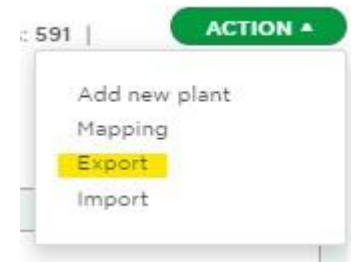 : 591 |
ACTION ▲
Add new plant
Mapping
Export
Import